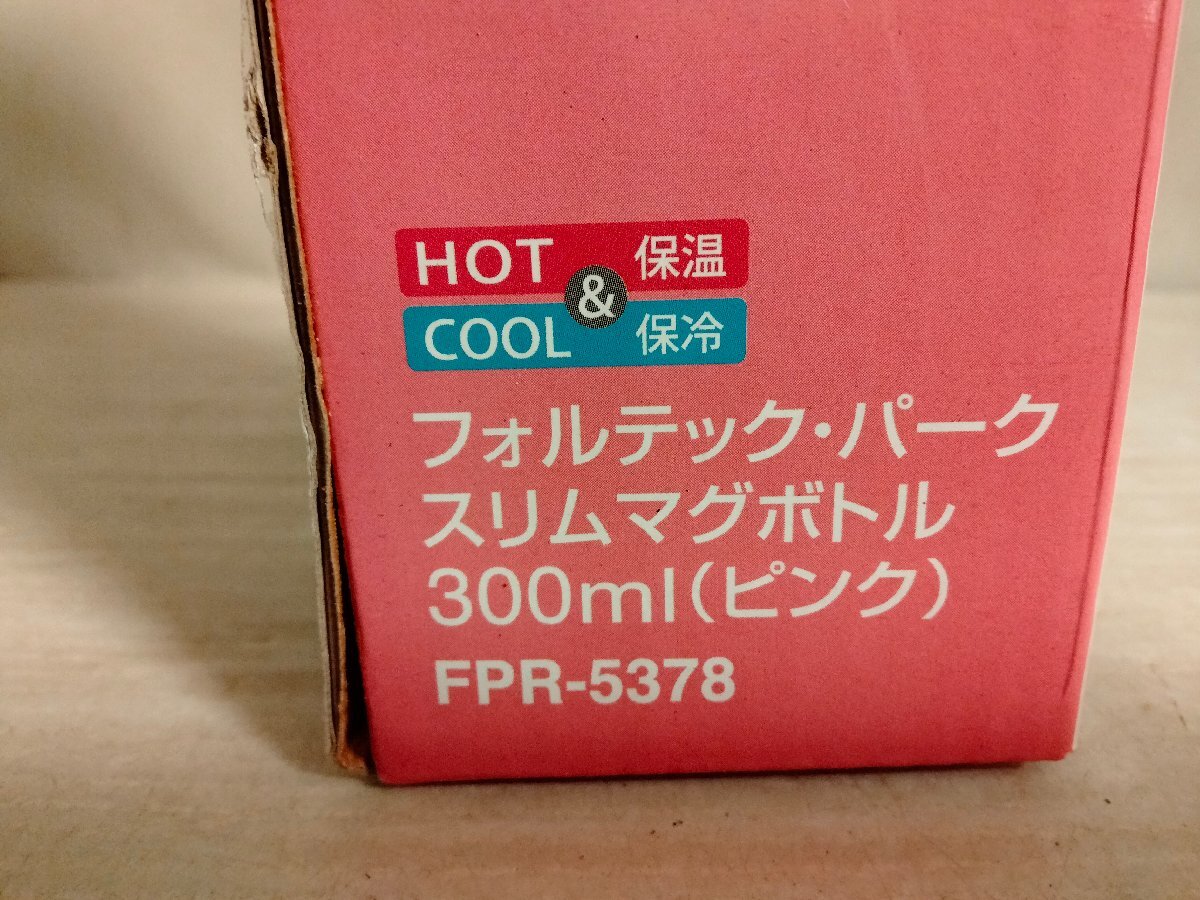 HOT & 保温
COOL 保冷
フォルテック・パーク
スリムマグボトル
300ml(ピンク)
FPR-5378